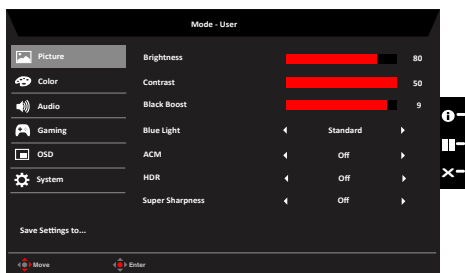 Mode - User
Picture
Brightness 80
Color
Contrast 50
Audio
Black Boost 9
Gaming
Blue Light Standard
OSD
ACM Off
System
HDR Off
Super Sharpness Off
Save Settings to...
Move Enter